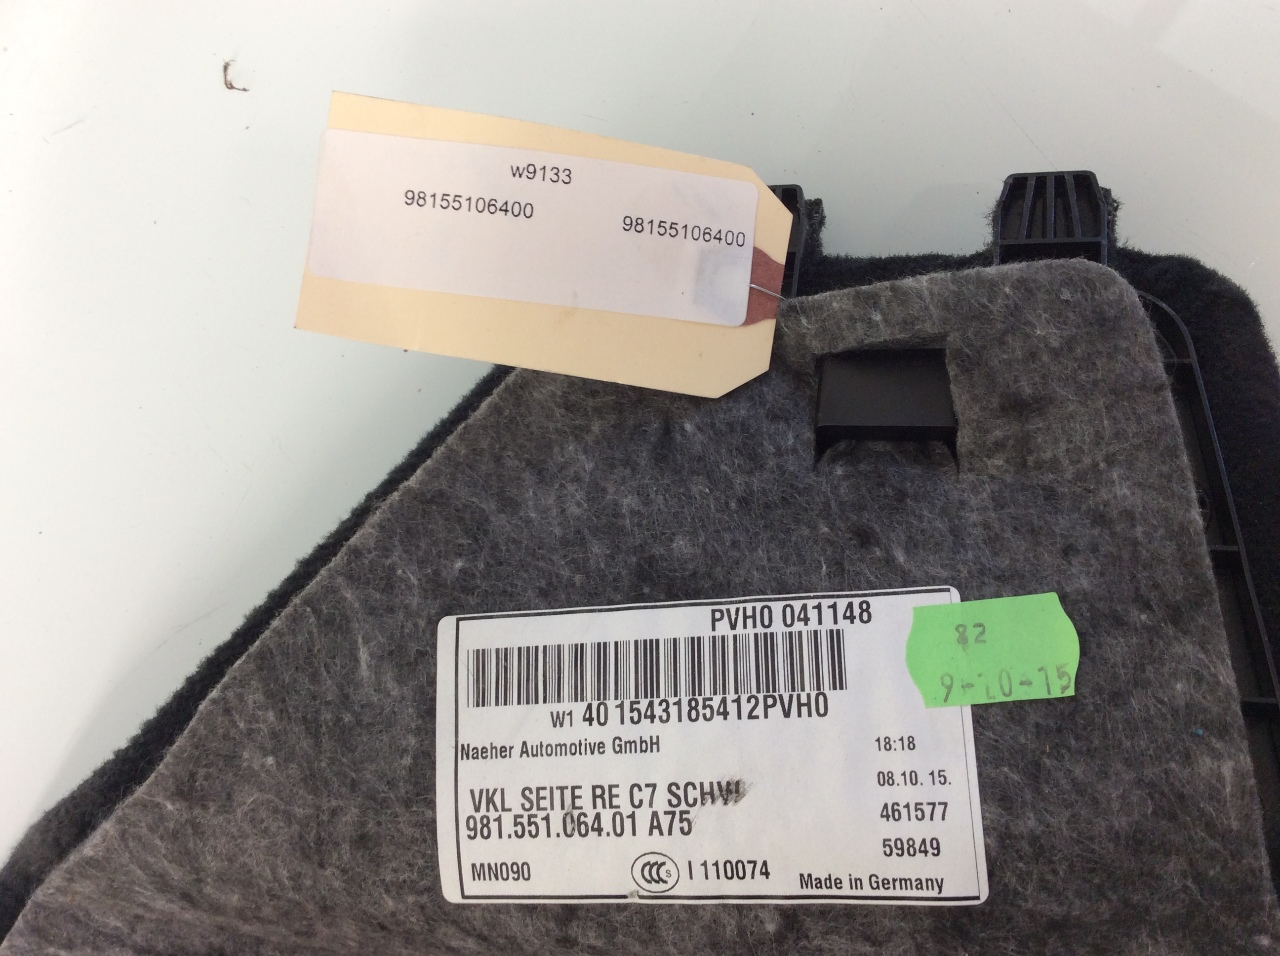 w9133
98155106400
98155106400
PVH0 041148
W1 40 1543185412PVH0
Naeher Automotive GmbH
18:18
VKL SEITE RE C7
08.10. 15.
981.551.064.01 A75
461577
59849
MN090
CCC S
I 110074
Made in Germany
82
9-10-15